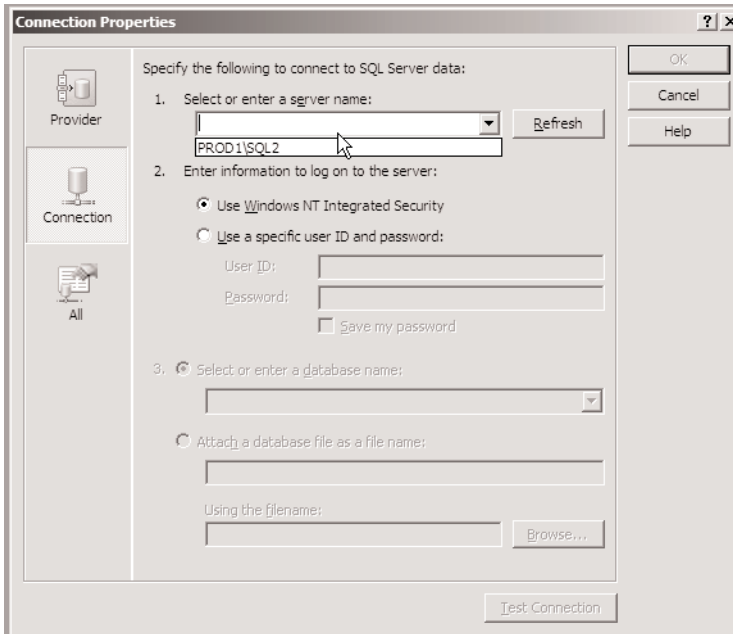 Connection Properties
?
OK
Cancel
Help
Provider
Connection
All
Specify the following to connect to SQL Server data:
1. Select or enter a server name:
Refresh
PROD1\SQL2
2. Enter information to log on to the server:
Use Windows NT Integrated Security
Use a specific user ID and password:
User ID:
Password:
Save my password
3. Select or enter a database name:
Attach a database file as a file name:
Using the filename:
Browse...
Test Connection